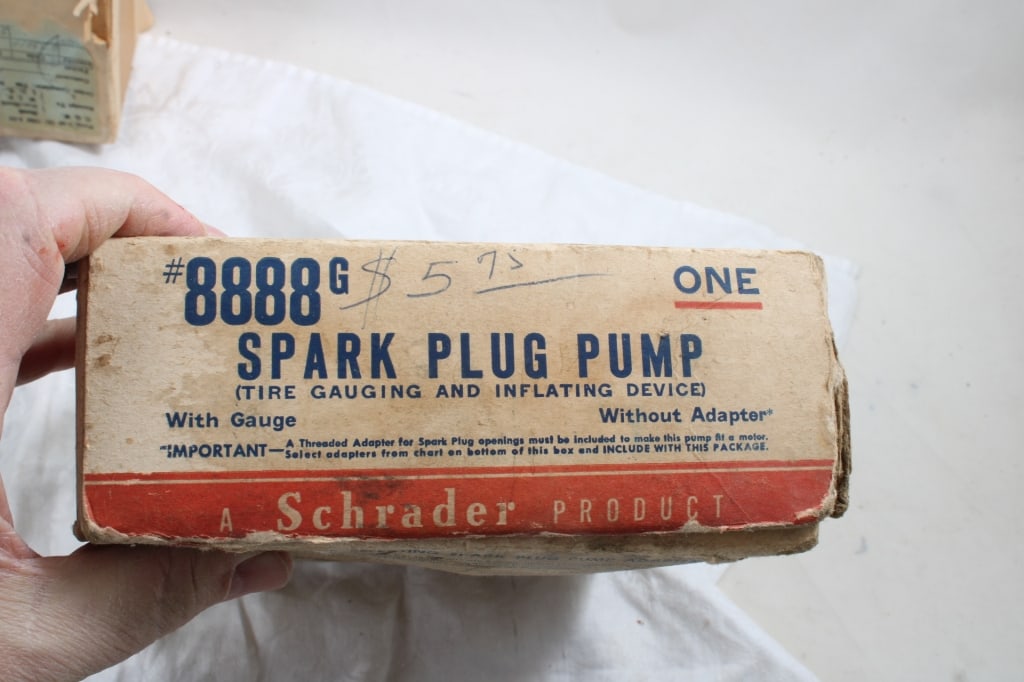 #8888G $5 75 ONE
SPARK PLUG PUMP
(TIRE GAUGING AND INFLATING DEVICE)
With Gauge Without Adapter*
*IMPORTANT— A Threaded Adapter for Spark Plug openings must be included to make this pump fit a motor.
Select adapters from chart on bottom of this box and INCLUDE WITH THIS PACKAGE.
A Schrader PRODUCT